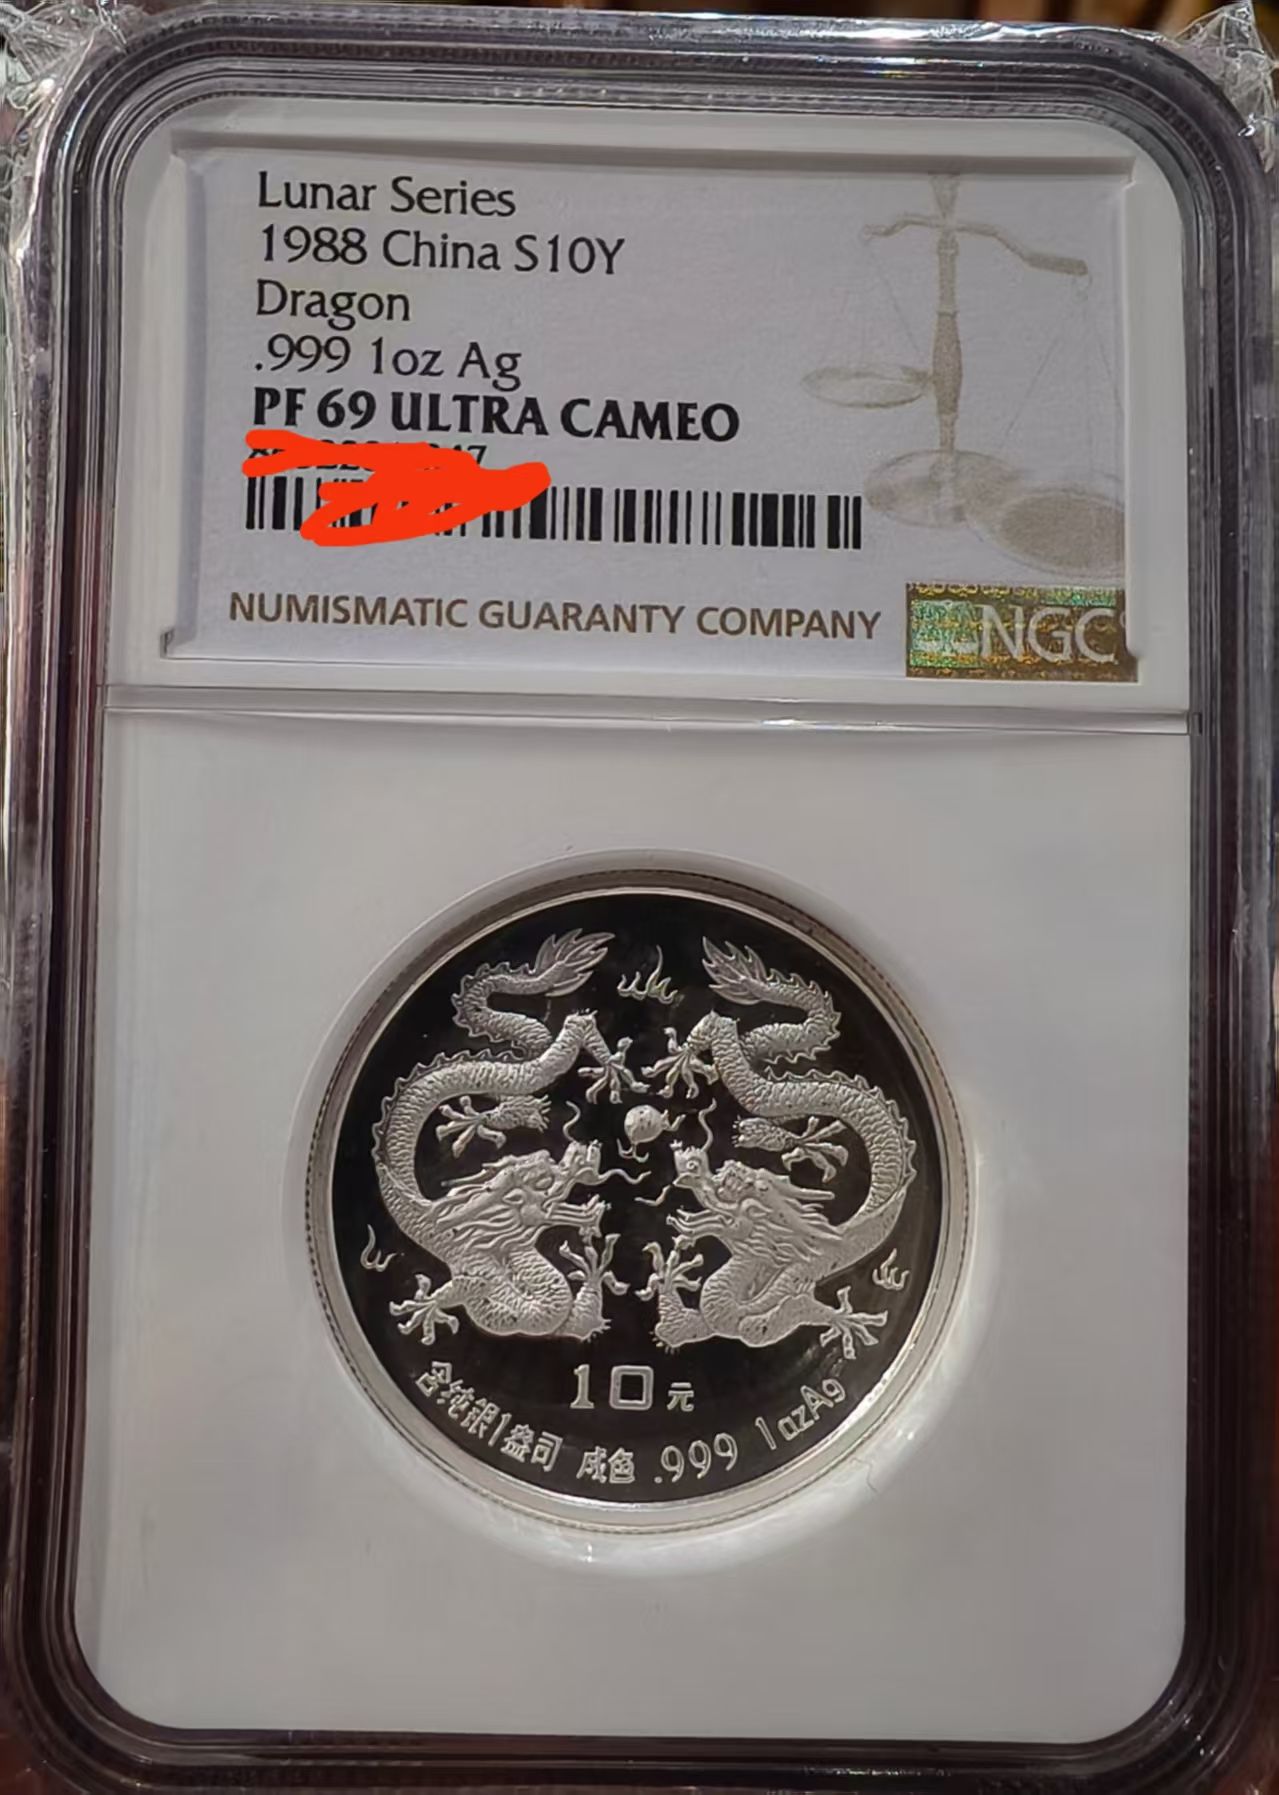 Lunar Series
1988 China S10Y
Dragon
.999 1oz Ag
PF 69 ULTRA CAMEO
NUMISMATIC GUARANTY COMPANY
NGC
10元
含纯銀1盎司 成色 .999 1ozAg